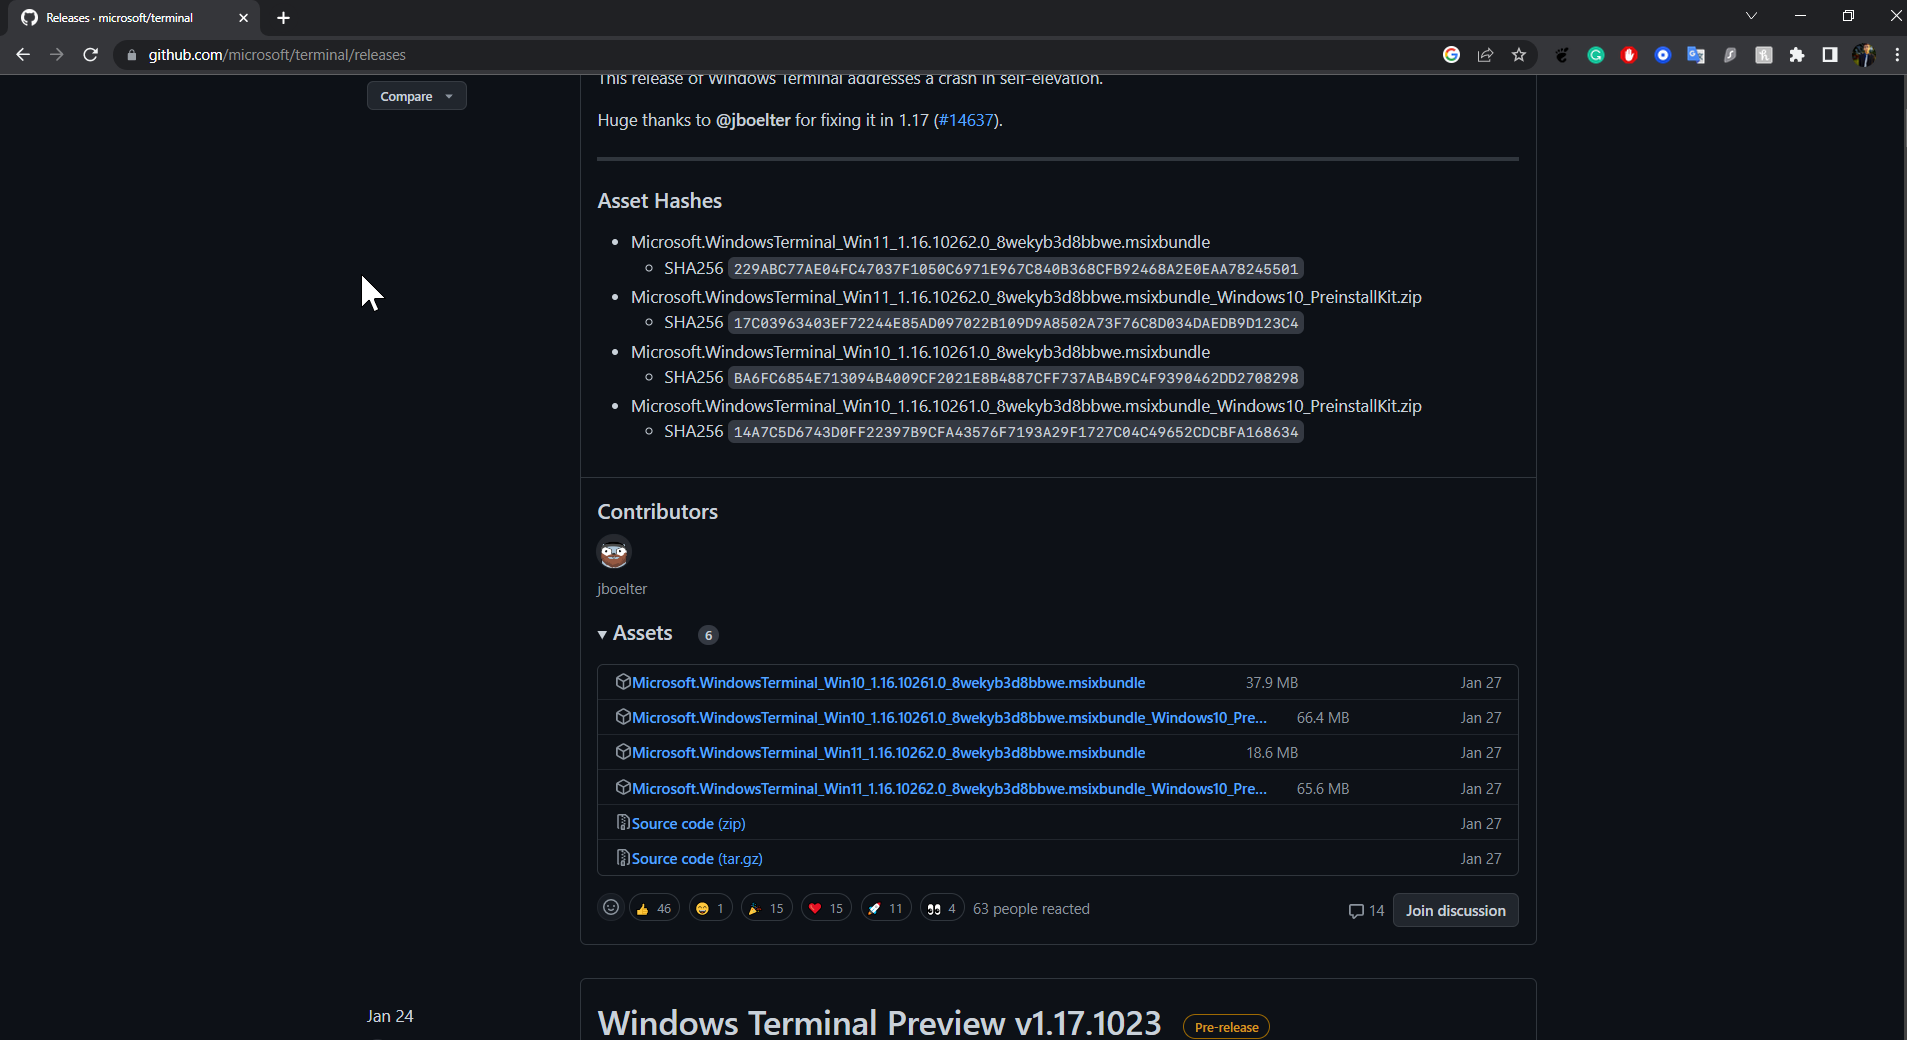 Releases · microsoft/terminal
github.com/microsoft/terminal/releases
This release of Windows Terminal addresses a crash in self-elevation.
Compare
Huge thanks to @jboelter for fixing it in 1.17 (#14637).
Asset Hashes
Microsoft.WindowsTerminal_Win11_1.16.10262.0_8wekyb3d8bbwe.msixbundle
SHA256 229ABC77AE04FC47037F1050C6971E967C840B368CFB92468A2E0EAA78245501
Microsoft.WindowsTerminal_Win11_1.16.10262.0_8wekyb3d8bbwe.msixbundle_Windows10_PreinstallKit.zip
SHA256 17C03963403EF72244E85AD097022B109D9A8502A73F76C8D034DAEDB9D123C4
Microsoft.WindowsTerminal_Win10_1.16.10261.0_8wekyb3d8bbwe.msixbundle
SHA256 BA6FC6854E713094B4009CF2021E8B4887CFF737AB4B9C4F9390462DD2708298
Microsoft.WindowsTerminal_Win10_1.16.10261.0_8wekyb3d8bbwe.msixbundle_Windows10_PreinstallKit.zip
SHA256 14A7C5D6743D0FF22397B9CFA43576F7193A29F1727C04C49652CDCBFA168634
Contributors
jboelter
Assets 6
Microsoft.WindowsTerminal_Win10_1.16.10261.0_8wekyb3d8bbwe.msixbundle 37.9 MB Jan 27
Microsoft.WindowsTerminal_Win10_1.16.10261.0_8wekyb3d8bbwe.msixbundle_Windows10_Pre... 66.4 MB Jan 27
Microsoft.WindowsTerminal_Win11_1.16.10262.0_8wekyb3d8bbwe.msixbundle 18.6 MB Jan 27
Microsoft.WindowsTerminal_Win11_1.16.10262.0_8wekyb3d8bbwe.msixbundle_Windows10_Pre... 65.6 MB Jan 27
Source code (zip) Jan 27
Source code (tar.gz) Jan 27
46 1 15 15 11 4 63 people reacted 14 Join discussion
Jan 24
Windows Terminal Preview v1.17.1023 Pre-release